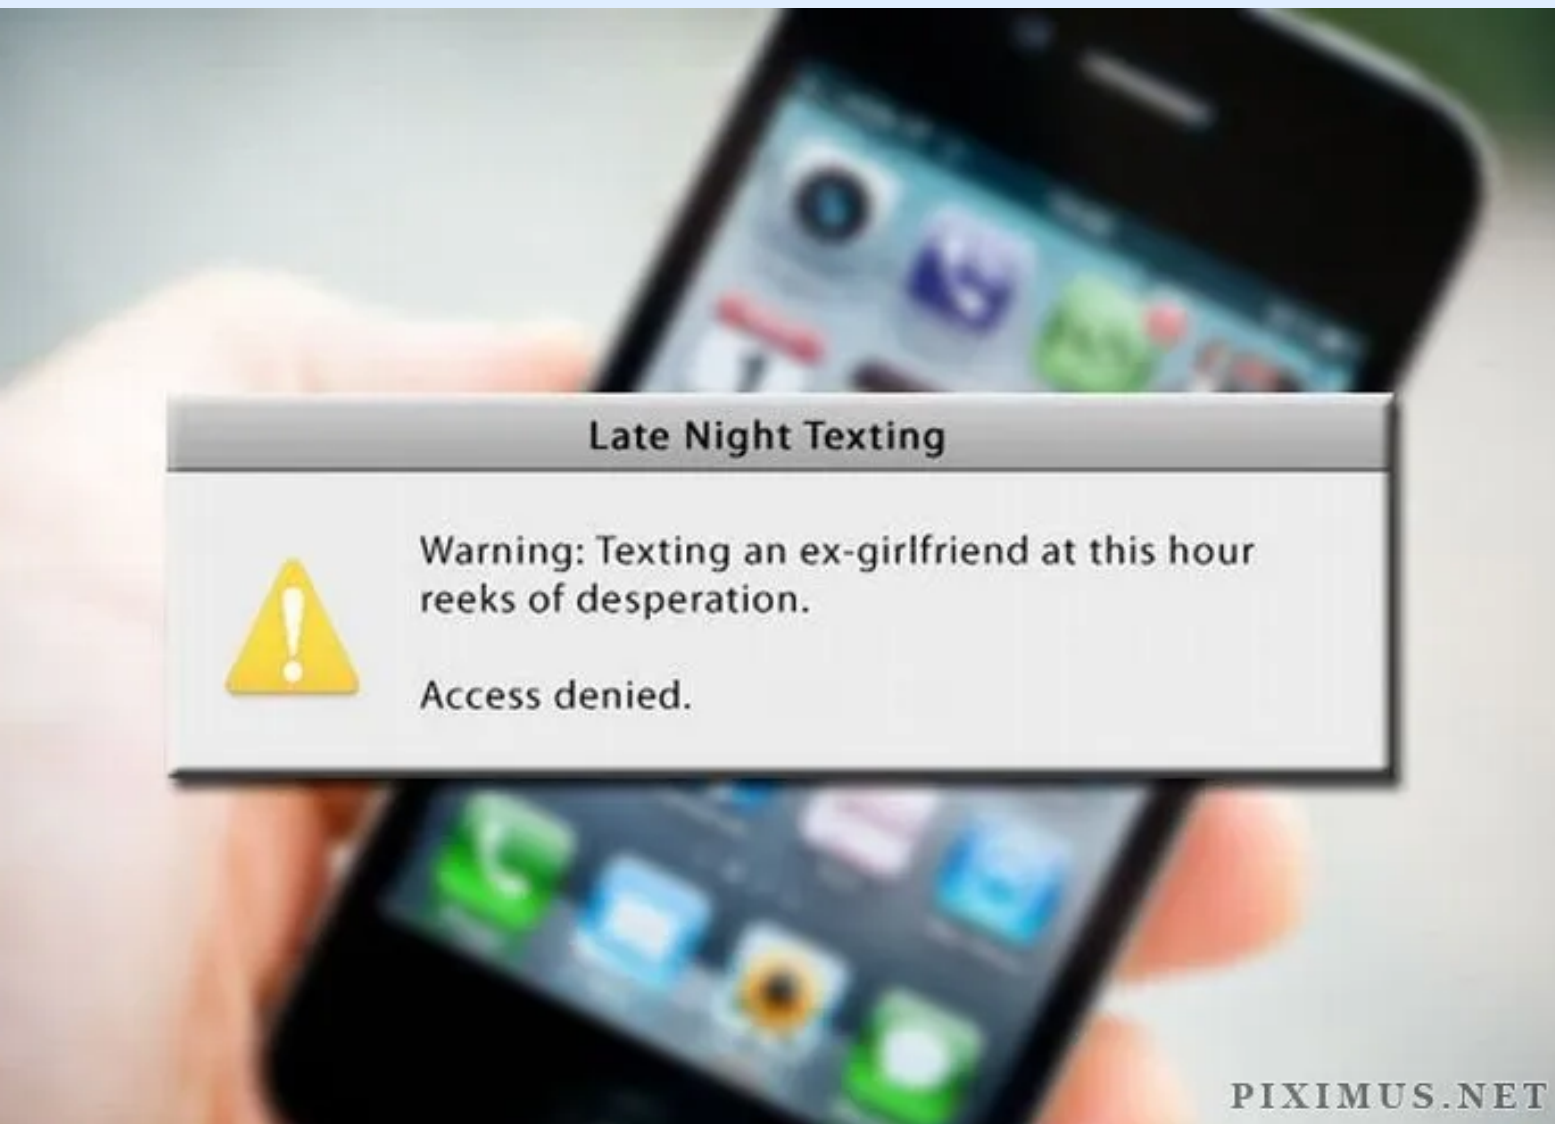 Late Night Texting
Warning: Texting an ex-girlfriend at this hour
reeks of desperation.
Access denied.
PIXIMUS.NET